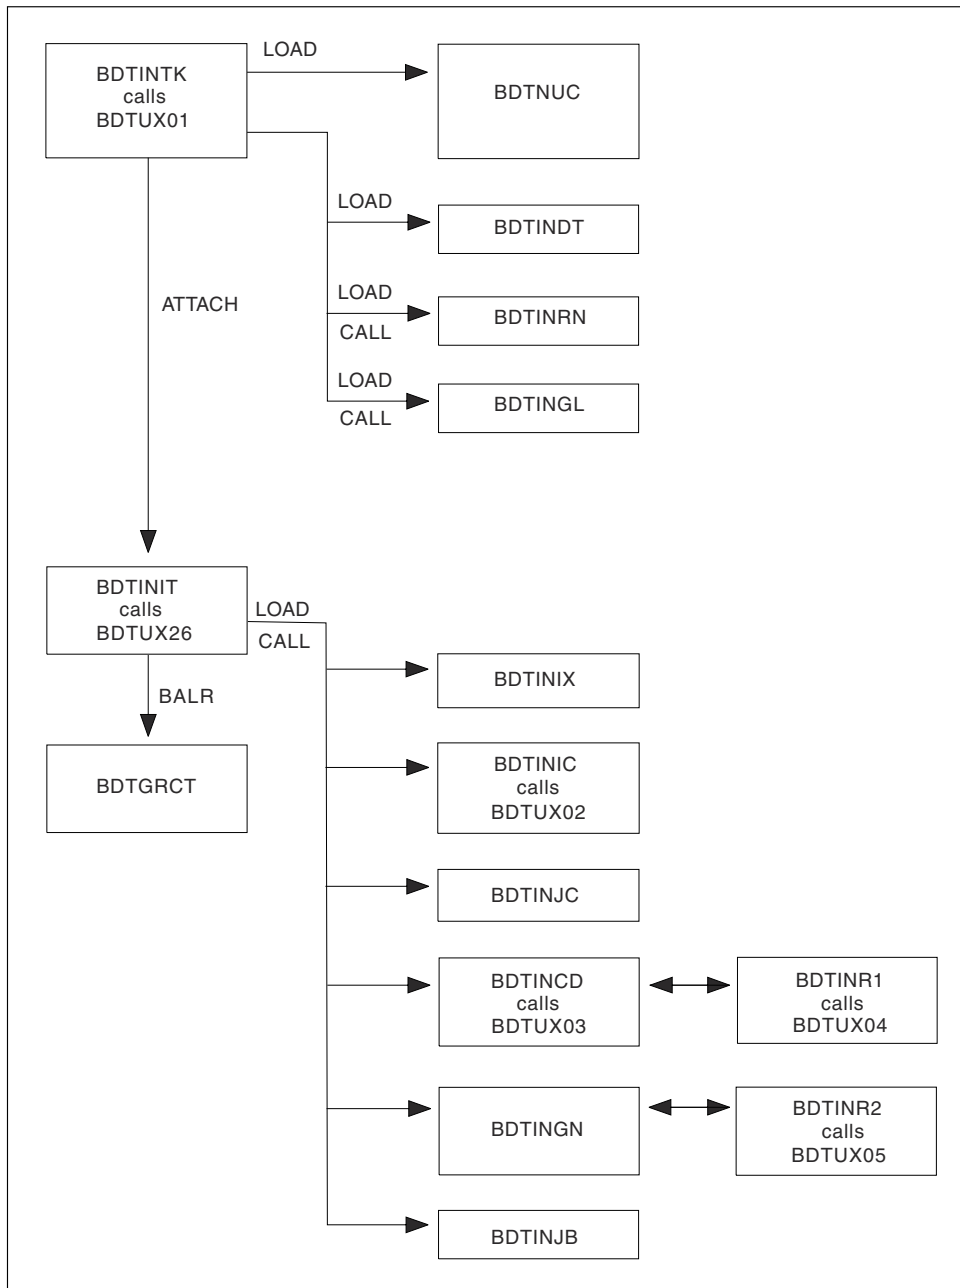 LOAD
BDTINTK
calls
BDTUX01
BDTNUC
LOAD
BDTINDT
LOAD
CALL
BDTINRN
LOAD
CALL
BDTINGL
ATTACH
BDTINIT
calls
BDTUX26
LOAD
CALL
BALR
BDTGRCT
BDTINIX
BDTINIC
calls
BDTUX02
BDTINJC
BDTINCD
calls
BDTUX03
BDTINR1
calls
BDTUX04
BDTINGN
BDTINR2
calls
BDTUX05
BDTINJB